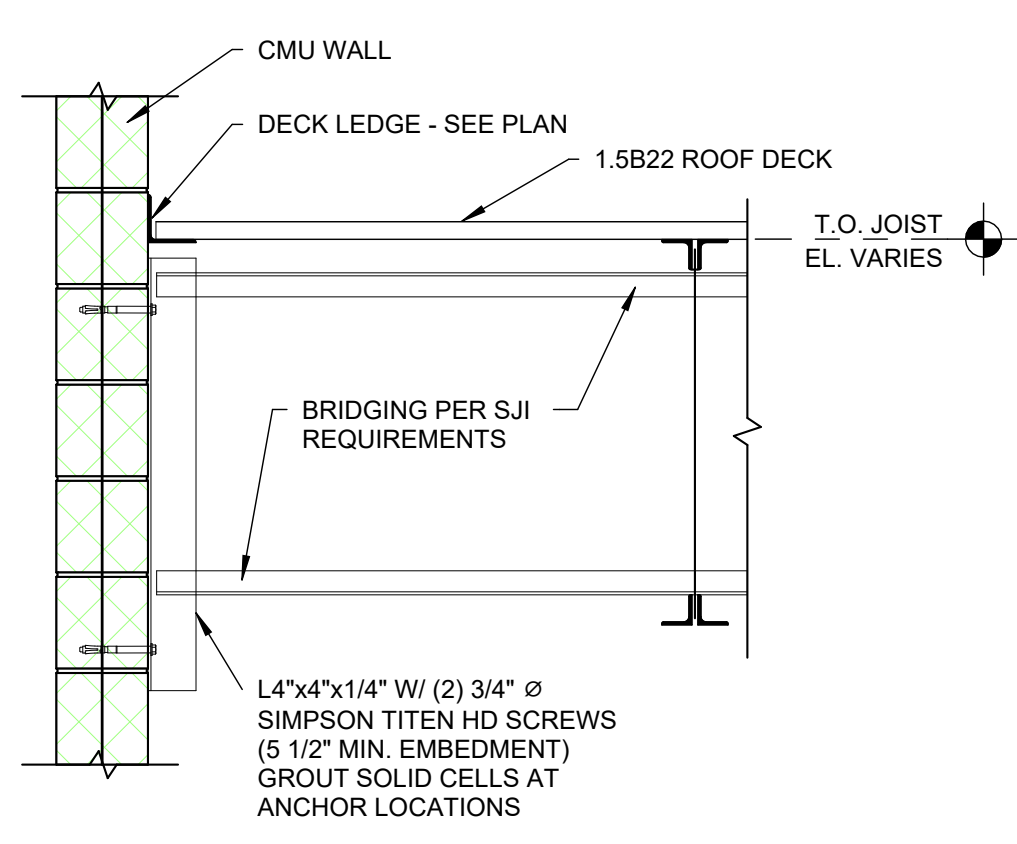 CMU WALL
DECK LEDGE - SEE PLAN
1.5B22 ROOF DECK
T.O. JOIST
EL. VARIES
BRIDGING PER SJI
REQUIREMENTS
L4"x4"x1/4" W/ (2) 3/4" ∅
SIMPSON TITEN HD SCREWS
(5 1/2" MIN. EMBEDMENT)
GROUT SOLID CELLS AT
ANCHOR LOCATIONS